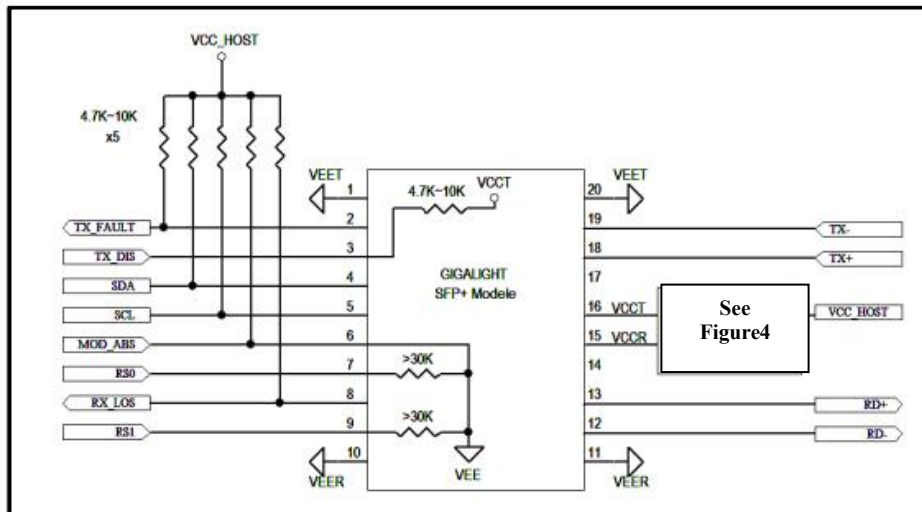 VCC_HOST
4.7K~10K
x5
VEET
1
4.7K~10K
VCCT
20
VEET
TX_FAULT
2
19
TX-
TX_DIS
3
18
TX+
SDA
4
GIGALIGHT
SFP+ Modele
17
SCL
5
16
VCCT
See
Figure4
VCC_HOST
MOD_ABS
6
15
VCCR
RS0
7
>30K
14
RX_LOS
8
13
RD+
RS1
9
>30K
12
RD-
10
VEER
VEE
11
VEER